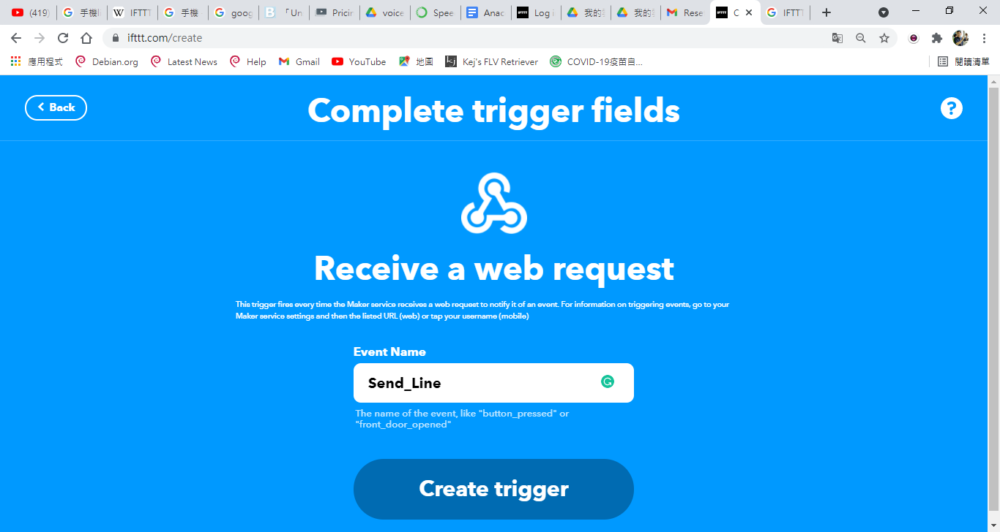 (419)
手機
IFTTT
手機
goog
「Un
Pricin
voice
Spee
Anac
IFTTT
Log i
我的
我的
Rese
IFTTT
C
IFTTT
ifttt.com/create
應用程式
Debian.org
Latest News
Help
Gmail
YouTube
地圖
kj
Kej's FLV Retriever
COVID-19疫苗自...
閱讀清單
Back
Complete trigger fields
?
Receive a web request
This trigger fires every time the Maker service receives a web request to notify it of an event. For information on triggering events, go to your
Maker service settings and then the listed URL (web) or tap your username (mobile)
Event Name
Send_Line
The name of the event, like "button_pressed" or
"front_door_opened"
Create trigger